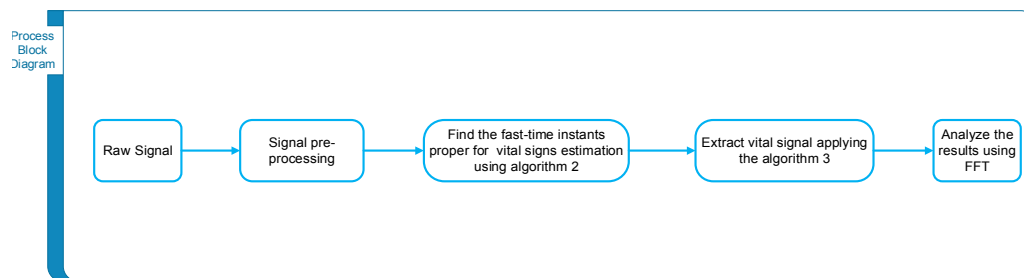 Process
Block
Diagram
Raw Signal
Signal pre-
processing
Find the fast-time instants
proper for vital signs estimation
using algorithm 2
Extract vital signal applying
the algorithm 3
Analyze the
results using
FFT